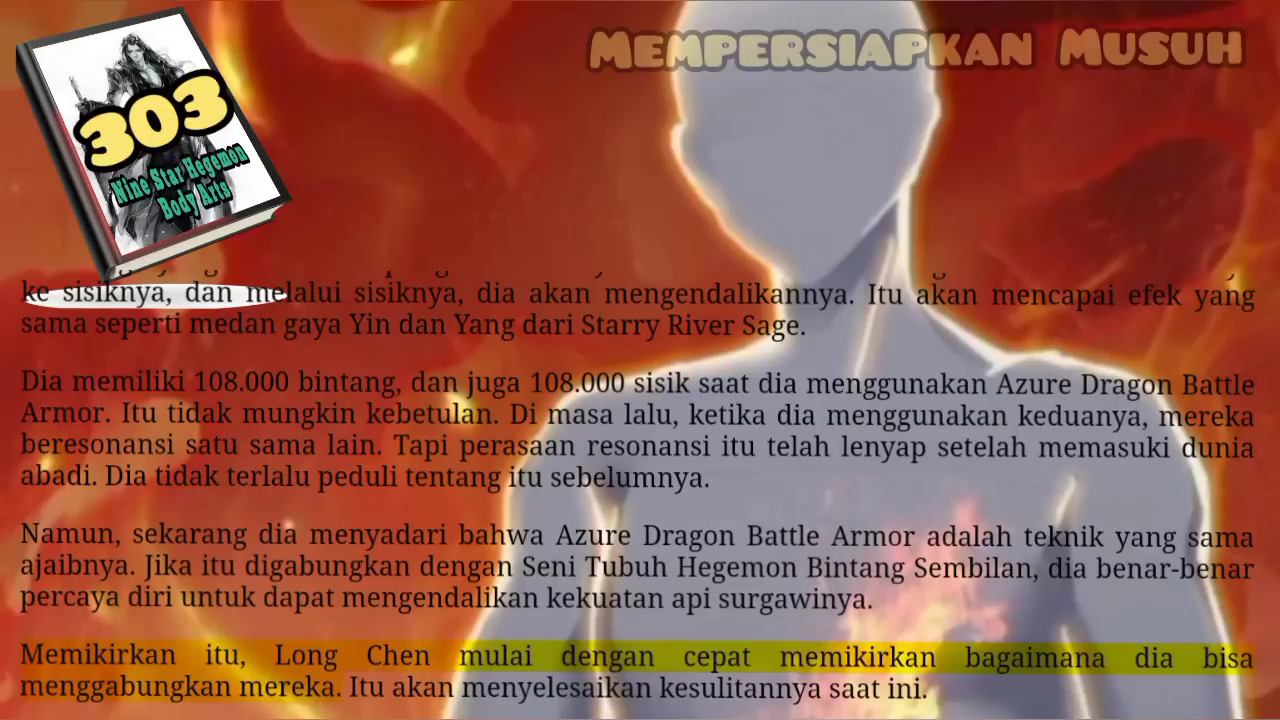 Mempersiapkan Musuh
303
Nine Star Hegemon
Body Arts
ke sisiknya, dan melalui sisiknya, dia akan mengendalikannya. Itu akan mencapai efek yang
sama seperti medan gaya Yin dan Yang dari Starry River Sage.
Dia memiliki 108.000 bintang, dan juga 108.000 sisik saat dia menggunakan Azure Dragon Battle
Armor. Itu tidak mungkin kebetulan. Di masa lalu, ketika dia menggunakan keduanya, mereka
beresonansi satu sama lain. Tapi perasaan resonansi itu telah lenyap setelah memasuki dunia
abadi. Dia tidak terlalu peduli tentang itu sebelumnya.
Namun, sekarang dia menyadari bahwa Azure Dragon Battle Armor adalah teknik yang sama
ajaibnya. Jika itu digabungkan dengan Seni Tubuh Hegemon Bintang Sembilan, dia benar-benar
percaya diri untuk dapat mengendalikan kekuatan api surgawinya.
Memikirkan itu, Long Chen mulai dengan cepat memikirkan bagaimana dia bisa
menggabungkan mereka. Itu akan menyelesaikan kesulitannya saat ini.